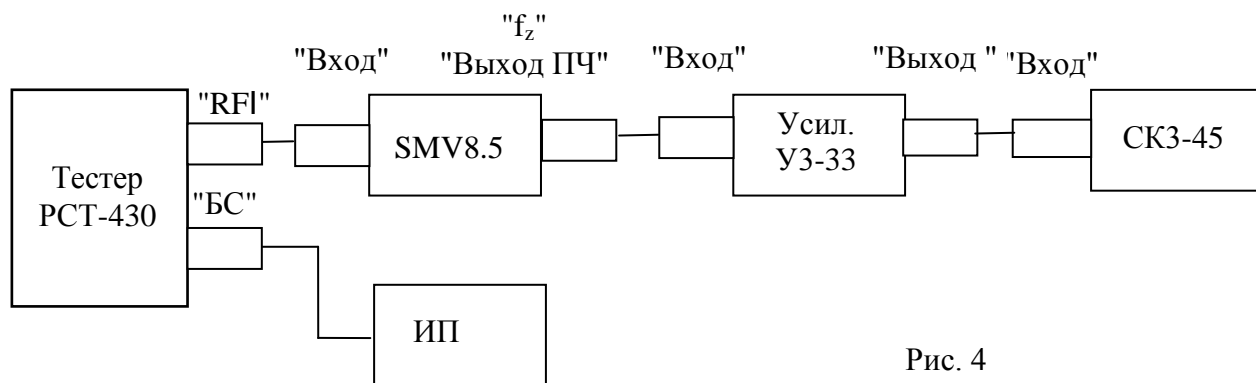 "f_z"
"Вход"
"Выход ПЧ"
"Вход"
"Выход "
"Вход"
"RFI"
SMV8.5
Усил.
У3-33
СК3-45
Тестер
РСТ-430
"БС"
ИП
Рис. 4